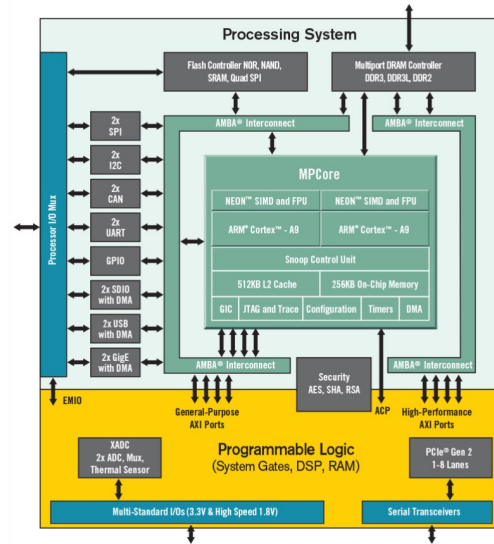 Processing System
Flash Controller NOR, NAND,
SRAM, Quad SPI
Multiport DRAM Controller
DDR3, DDR3L, DDR2
Processor I/O Mux
2x
SPI
2x
I2C
2x
CAN
2x
UART
GPIO
2x SDIO
with DMA
2x USB
with DMA
2x GigE
with DMA
AMBA® Interconnect
AMBA® Interconnect
MPCore
NEON™ SIMD and FPU
NEON™ SIMD and FPU
ARM® Cortex™ - A9
ARM® Cortex™ - A9
Snoop Control Unit
512KB L2 Cache
256KB On-Chip Memory
GIC
JTAG and Trace
Configuration
Timers
DMA
AMBA® Interconnect
AMBA® Interconnect
Security
AES, SHA, RSA
EMIO
General-Purpose
AXI Ports
ACP
High-Performance
AXI Ports
XADC
2x ADC, Mux,
Thermal Sensor
Programmable Logic
(System Gates, DSP, RAM)
PCIe® Gen 2
1-8 Lanes
Multi-Standard I/Os (3.3V & High Speed 1.8V)
Serial Transceivers